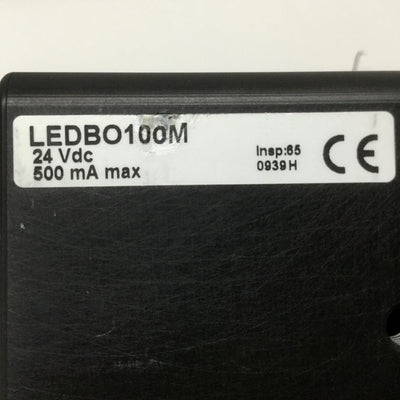 LEDBO100M
24 Vdc
500 mA max
Insp:65
0939H
CE